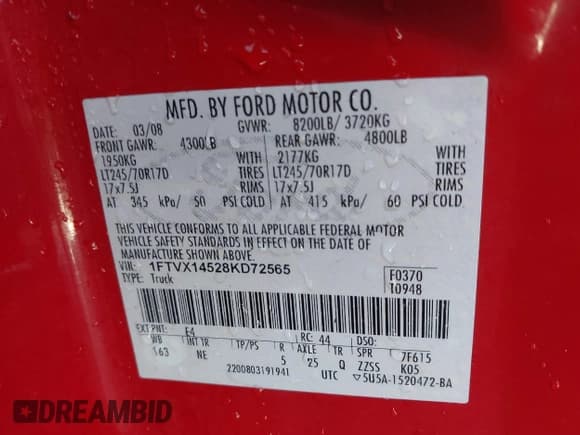 MFD. BY FORD MOTOR CO.
DATE: 03/08 GVWR: 8200LB/ 3720KG
FRONT GAWR: 4300LB REAR GAWR: 4800LB
1950KG WITH 2177KG WITH
LT245/70R17D TIRES LT245/70R17D TIRES
17x7.5J RIMS 17x7.5J RIMS
AT 345 kPa/ 50 PSI COLD AT 415 kPa/ 60 PSI COLD
THIS VEHICLE CONFORMS TO ALL APPLICABLE FEDERAL MOTOR
VEHICLE SAFETY STANDARDS IN EFFECT ON THE DATE OF
MANUFACTURE SHOWN ABOVE.
VIN: 1FTVX14528KD72565 F0370
TYPE: Truck T0948
EXT PNT: E4 RC: 44 DSO:
WB INT TR TP/PS R AXLE TR SPR 7F615
163 NE 5 25 Q ZZSS K05
2200803191941 UTC ▽5U5A-1520472-BA
DREAMBID